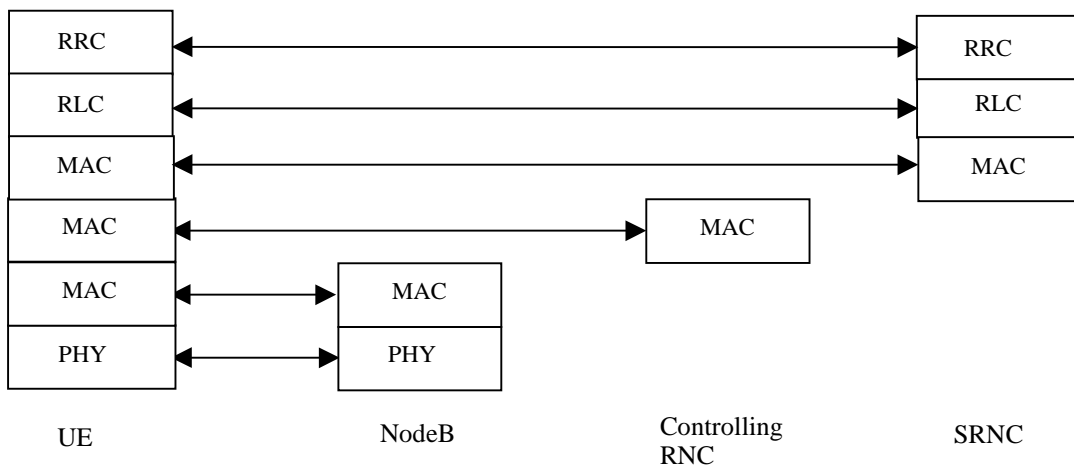 RRC
RRC
RLC
RLC
MAC
MAC
MAC
MAC
MAC
MAC
PHY
PHY
UE
NodeB
Controlling
RNC
SRNC